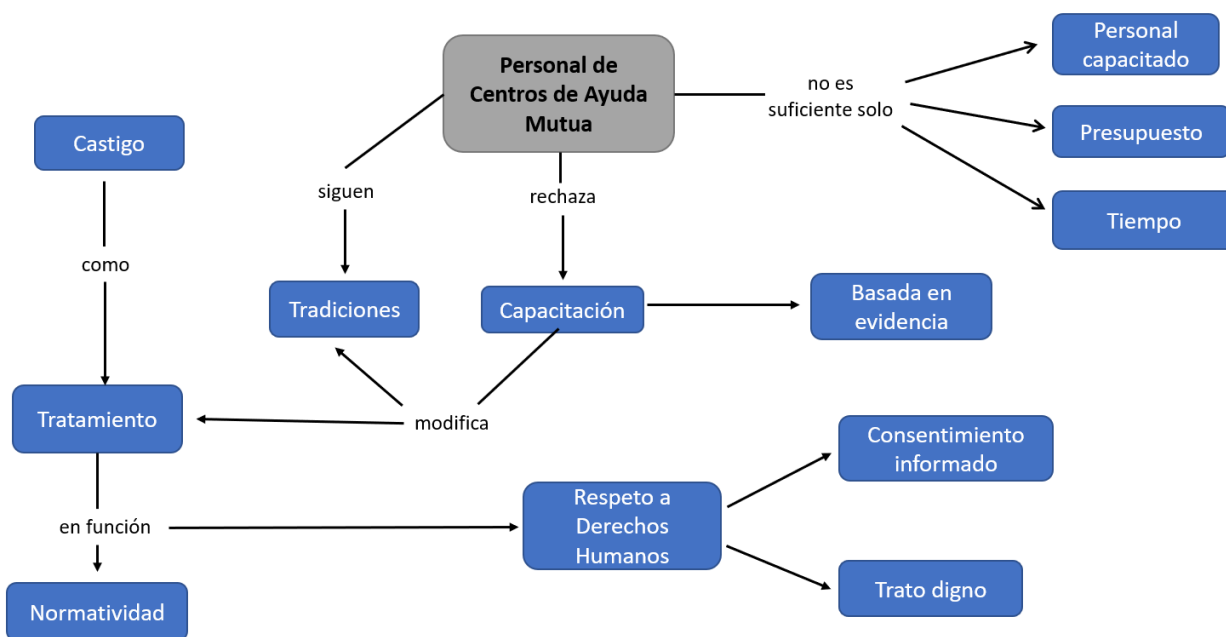 Personal de
Centros de Ayuda
Mutua
no es
suficiente solo
Personal
capacitado
Presupuesto
Tiempo
Castigo
como
siguen
rechaza
Tradiciones
Capacitación
Basada en
evidencia
Tratamiento
modifica
Consentimiento
informado
en función
Respeto a
Derechos
Humanos
Normatividad
Trato digno